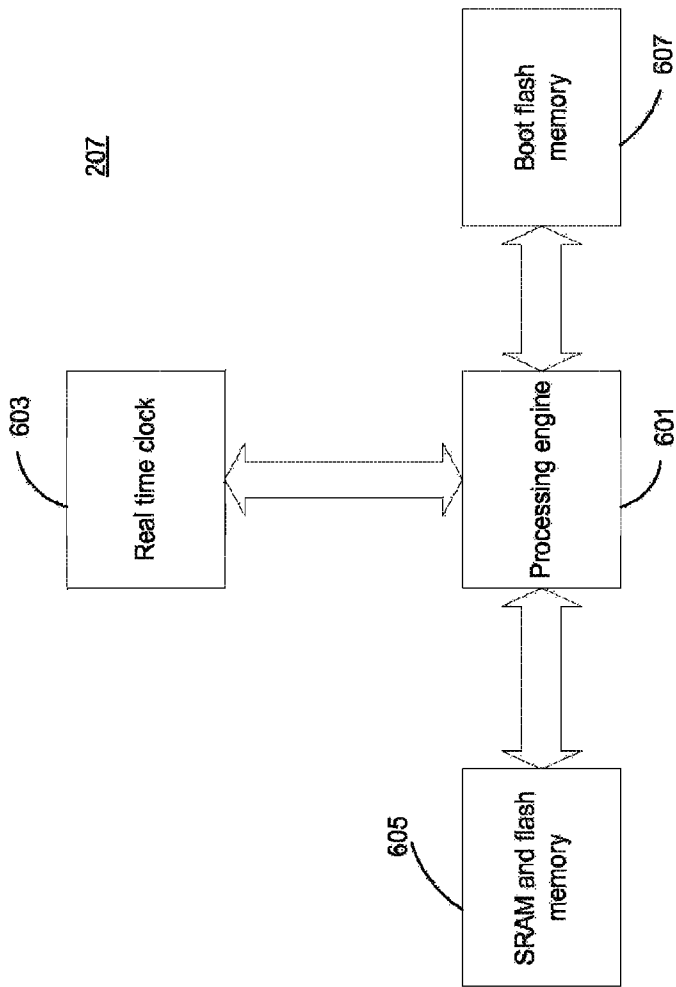 207
603
Real time clock
605
SRAM and flash
memory
Processing engine
601
Boot flash
memory
607